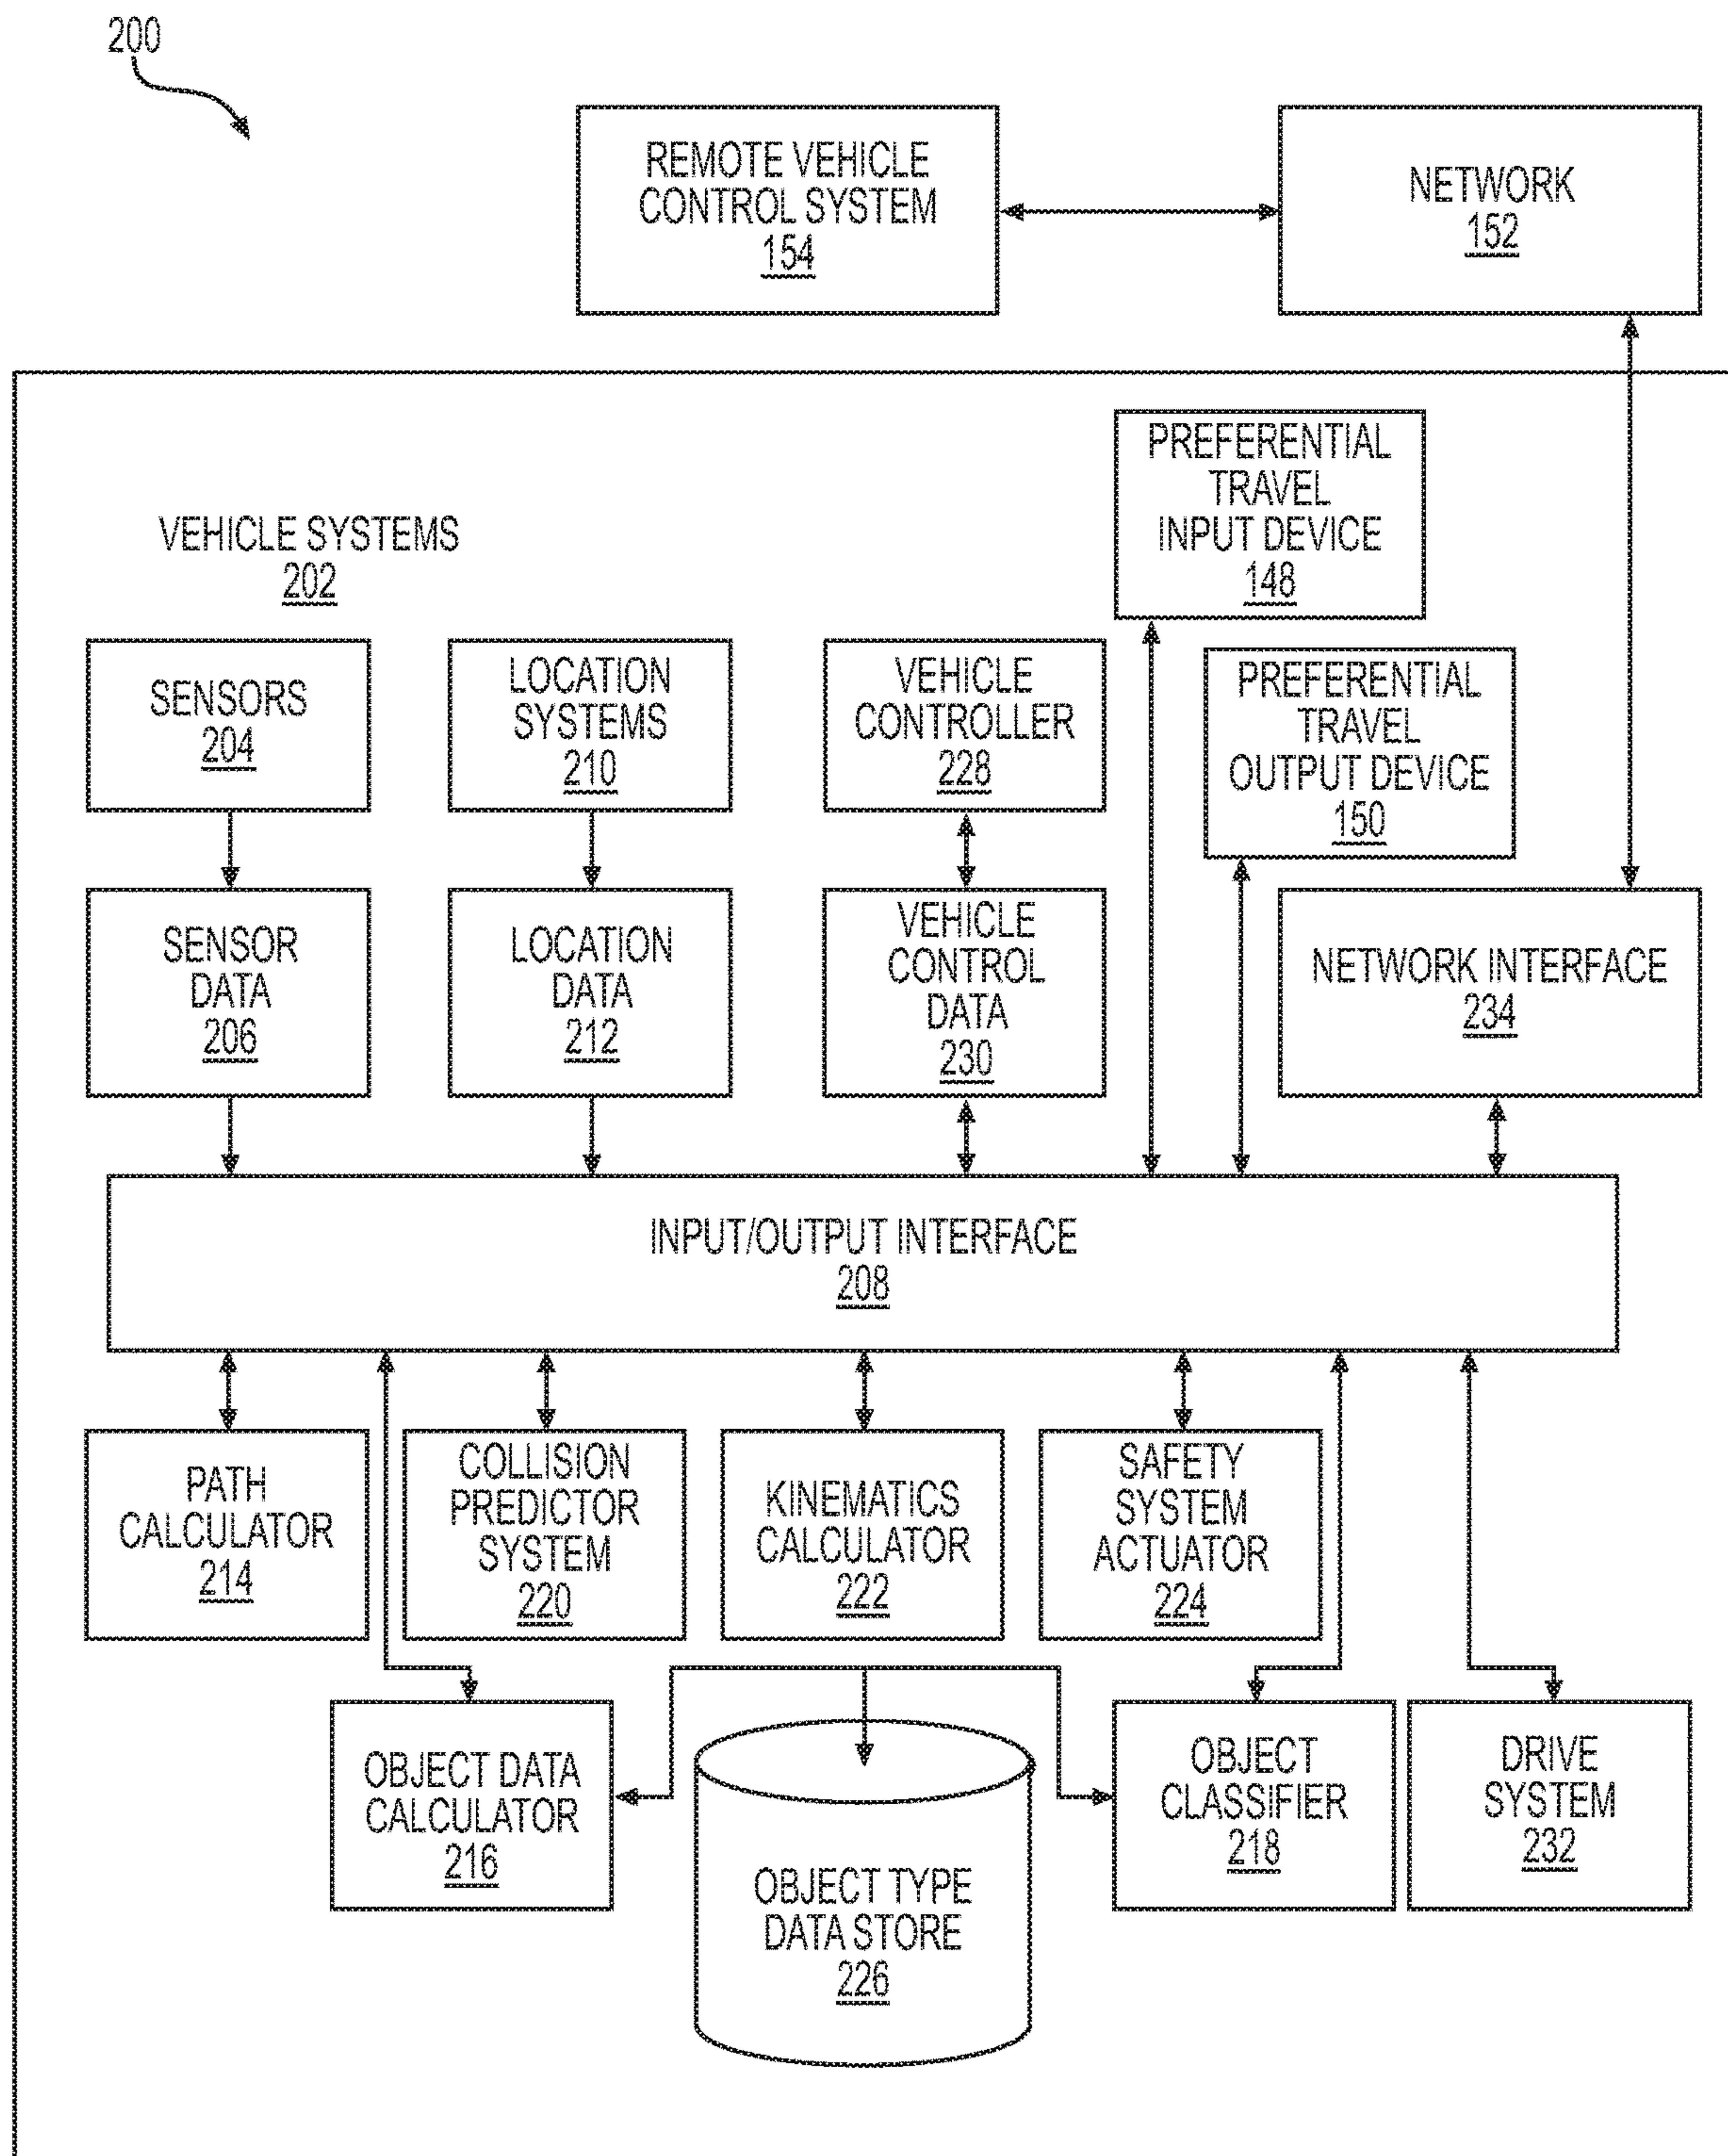 200
REMOTE VEHICLE
CONTROL SYSTEM
154
NETWORK
152
VEHICLE SYSTEMS
202
PREFERENTIAL
TRAVEL
INPUT DEVICE
148
PREFERENTIAL
TRAVEL
OUTPUT DEVICE
150
SENSORS
204
LOCATION
SYSTEMS
210
VEHICLE
CONTROLLER
228
SENSOR
DATA
206
LOCATION
DATA
212
VEHICLE
CONTROL
DATA
230
NETWORK INTERFACE
234
INPUT/OUTPUT INTERFACE
208
PATH
CALCULATOR
214
COLLISION
PREDICTOR
SYSTEM
220
KINEMATICS
CALCULATOR
222
SAFETY
SYSTEM
ACTUATOR
224
OBJECT DATA
CALCULATOR
216
OBJECT TYPE
DATA STORE
226
OBJECT
CLASSIFIER
218
DRIVE
SYSTEM
232